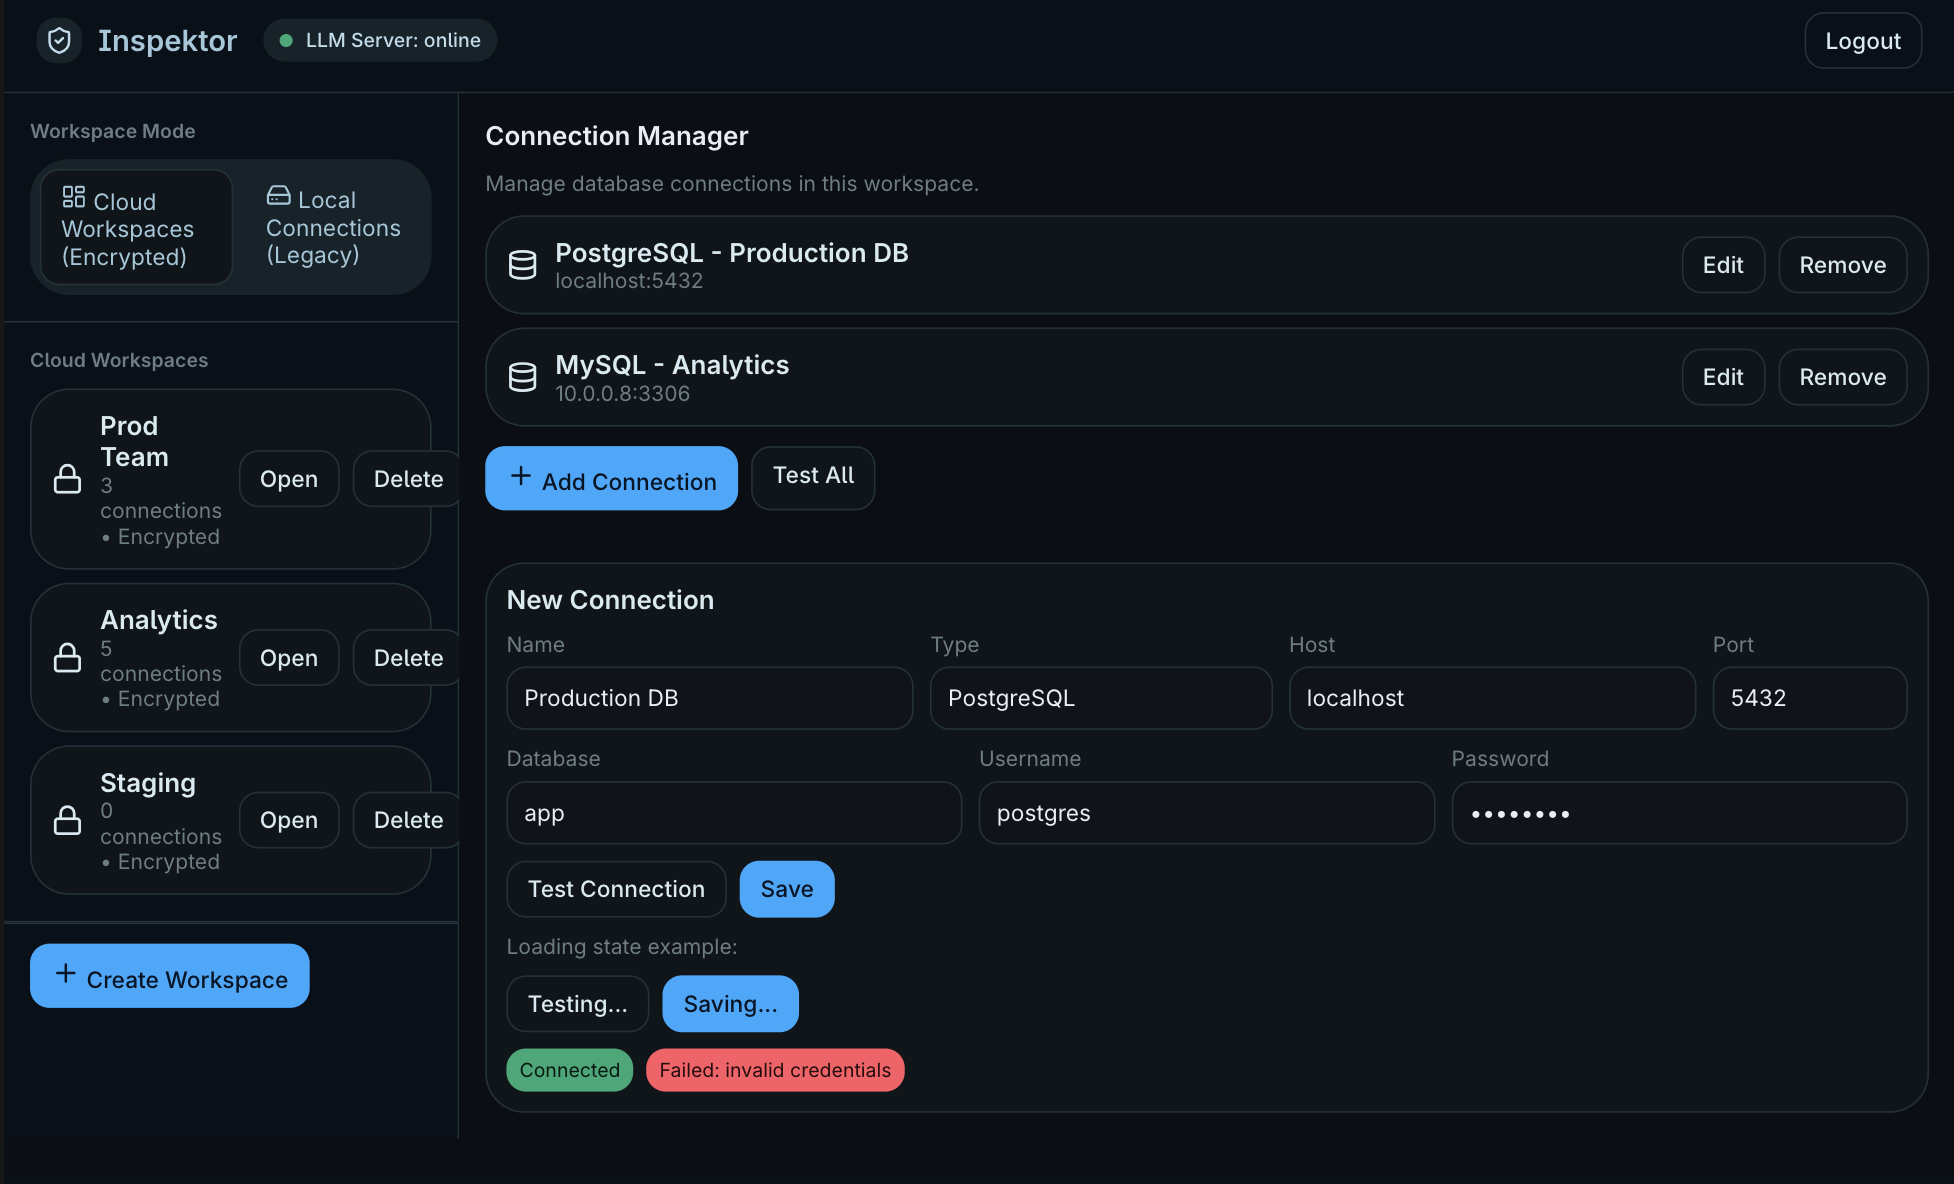 Inspektor
LLM Server: online
Logout
Workspace Mode
Cloud
Workspaces
(Encrypted)
Local
Connections
(Legacy)
Cloud Workspaces
Prod
Team
3
connections
• Encrypted
Open
Delete
Analytics
5
connections
• Encrypted
Open
Delete
Staging
0
connections
• Encrypted
Open
Delete
+ Create Workspace
Connection Manager
Manage database connections in this workspace.
PostgreSQL - Production DB
localhost:5432
Edit
Remove
MySQL - Analytics
10.0.0.8:3306
Edit
Remove
+ Add Connection
Test All
New Connection
Name
Type
Host
Port
Production DB
PostgreSQL
localhost
5432
Database
Username
Password
app
postgres
••••••••
Test Connection
Save
Loading state example:
Testing...
Saving...
Connected
Failed: invalid credentials